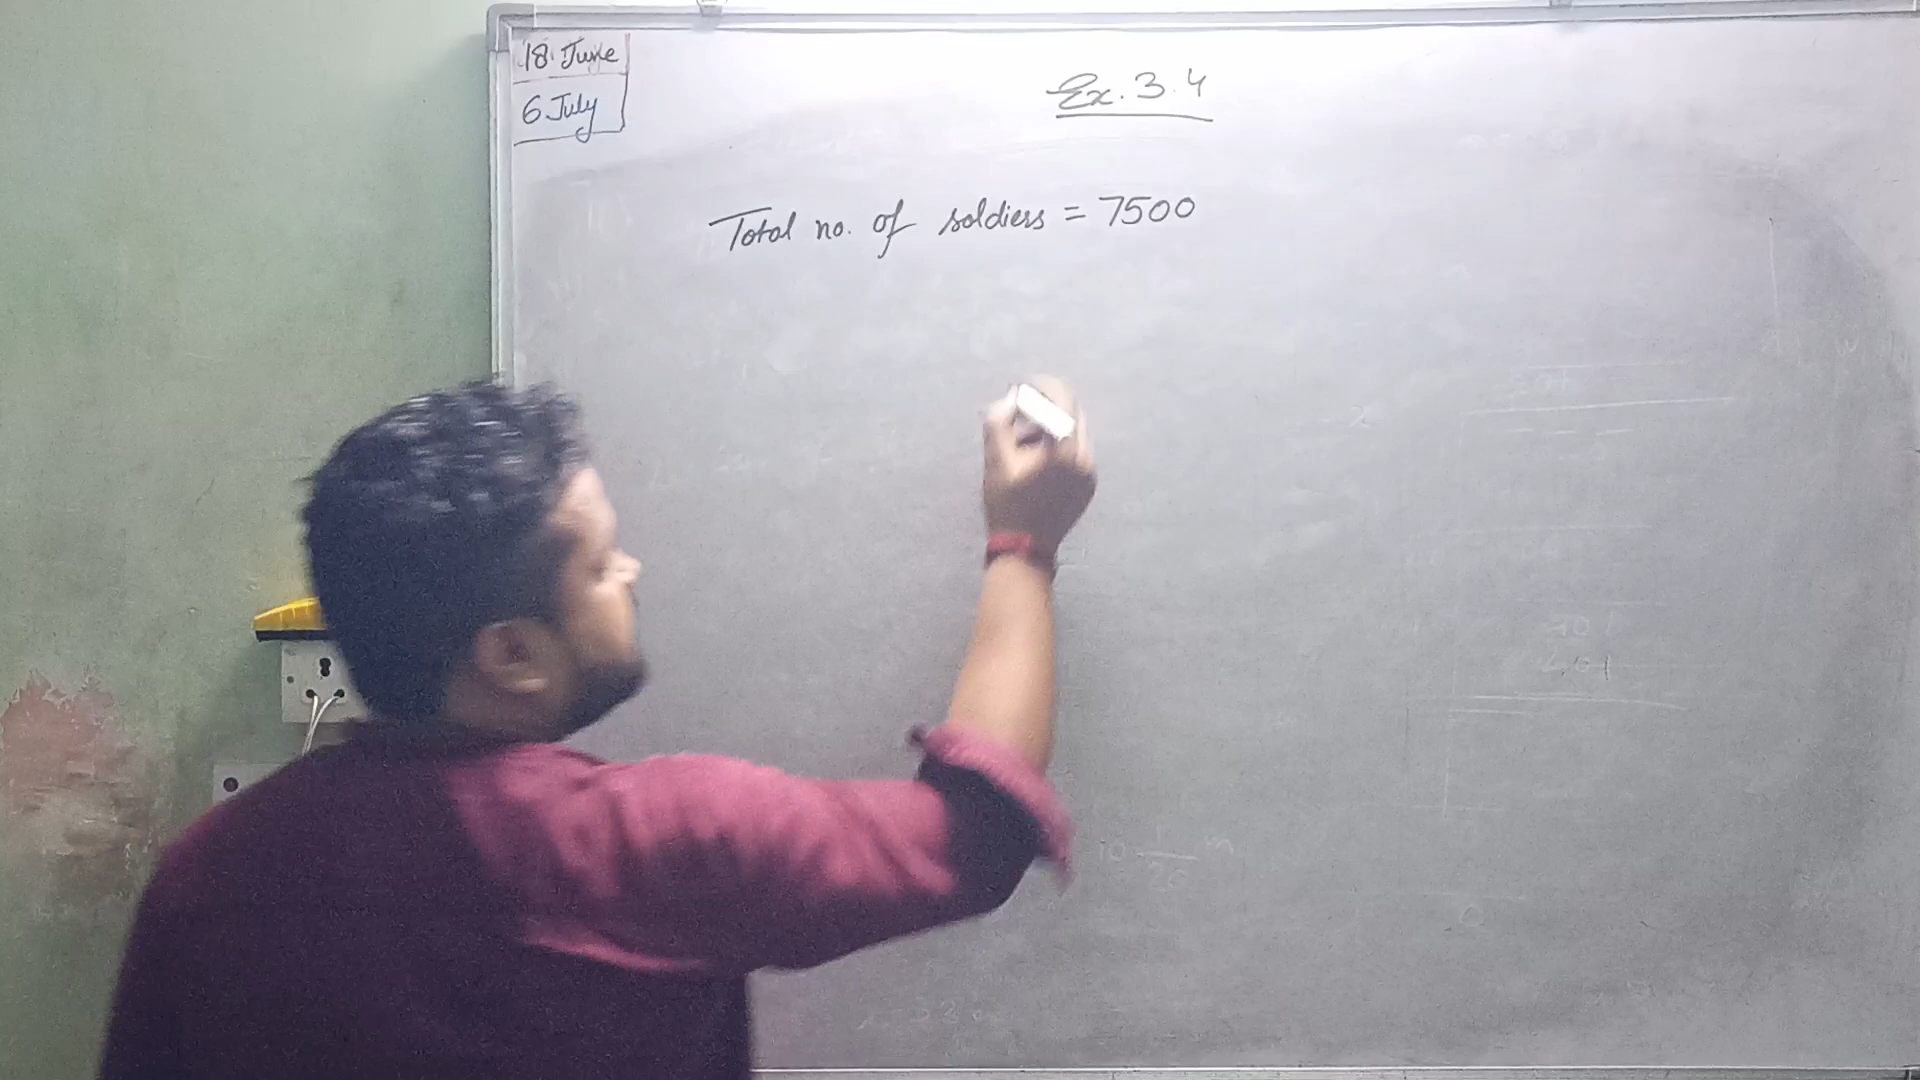 18 June
6 July
Ex. 3.4
Total no. of soldiers = 7500